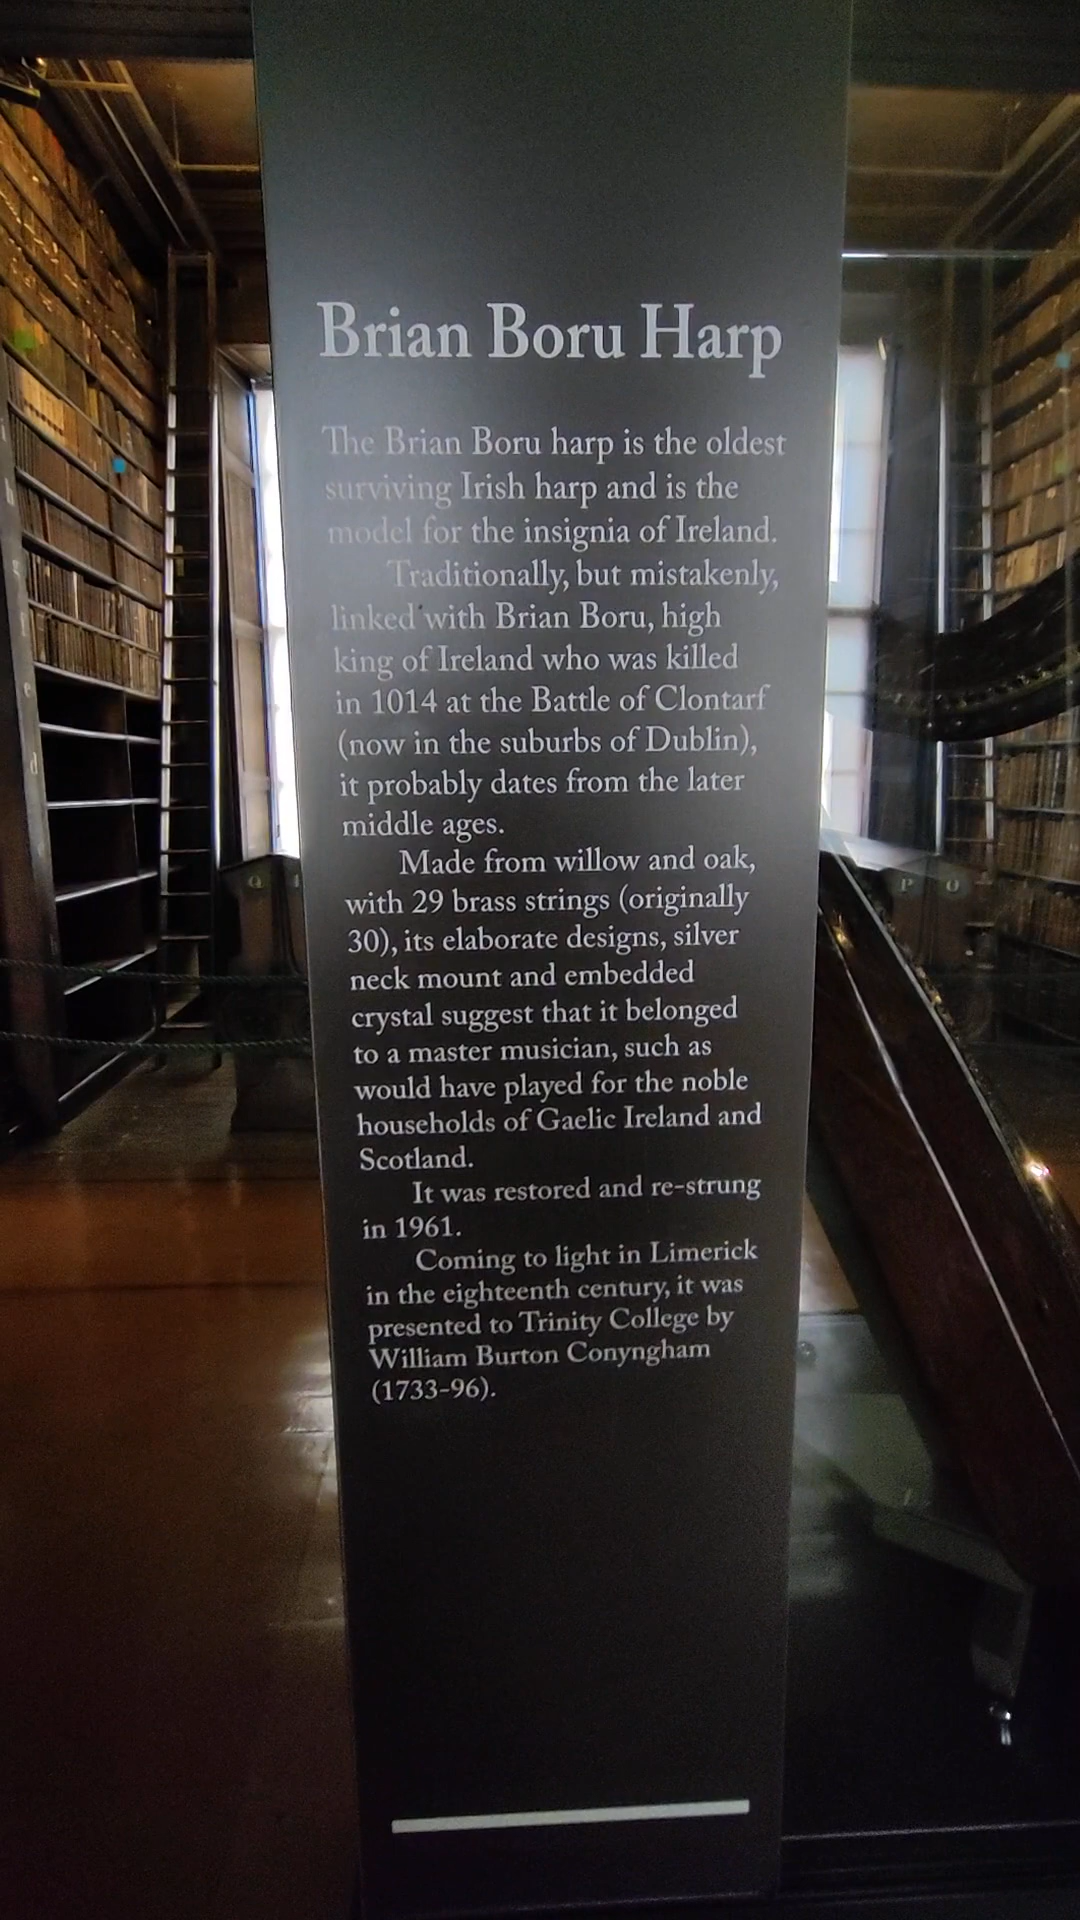 Brian Boru Harp
The Brian Boru harp is the oldest
surviving Irish harp and is the
model for the insignia of Ireland.
Traditionally, but mistakenly,
linked with Brian Boru, high
king of Ireland who was killed
in 1014 at the Battle of Clontarf
(now in the suburbs of Dublin),
it probably dates from the later
middle ages.
Made from willow and oak,
with 29 brass strings (originally
30), its elaborate designs, silver
neck mount and embedded
crystal suggest that it belonged
to a master musician, such as
would have played for the noble
households of Gaelic Ireland and
Scotland.
It was restored and re-strung
in 1961.
Coming to light in Limerick
in the eighteenth century, it was
presented to Trinity College by
William Burton Conyngham
(1733-96).
Q
P O